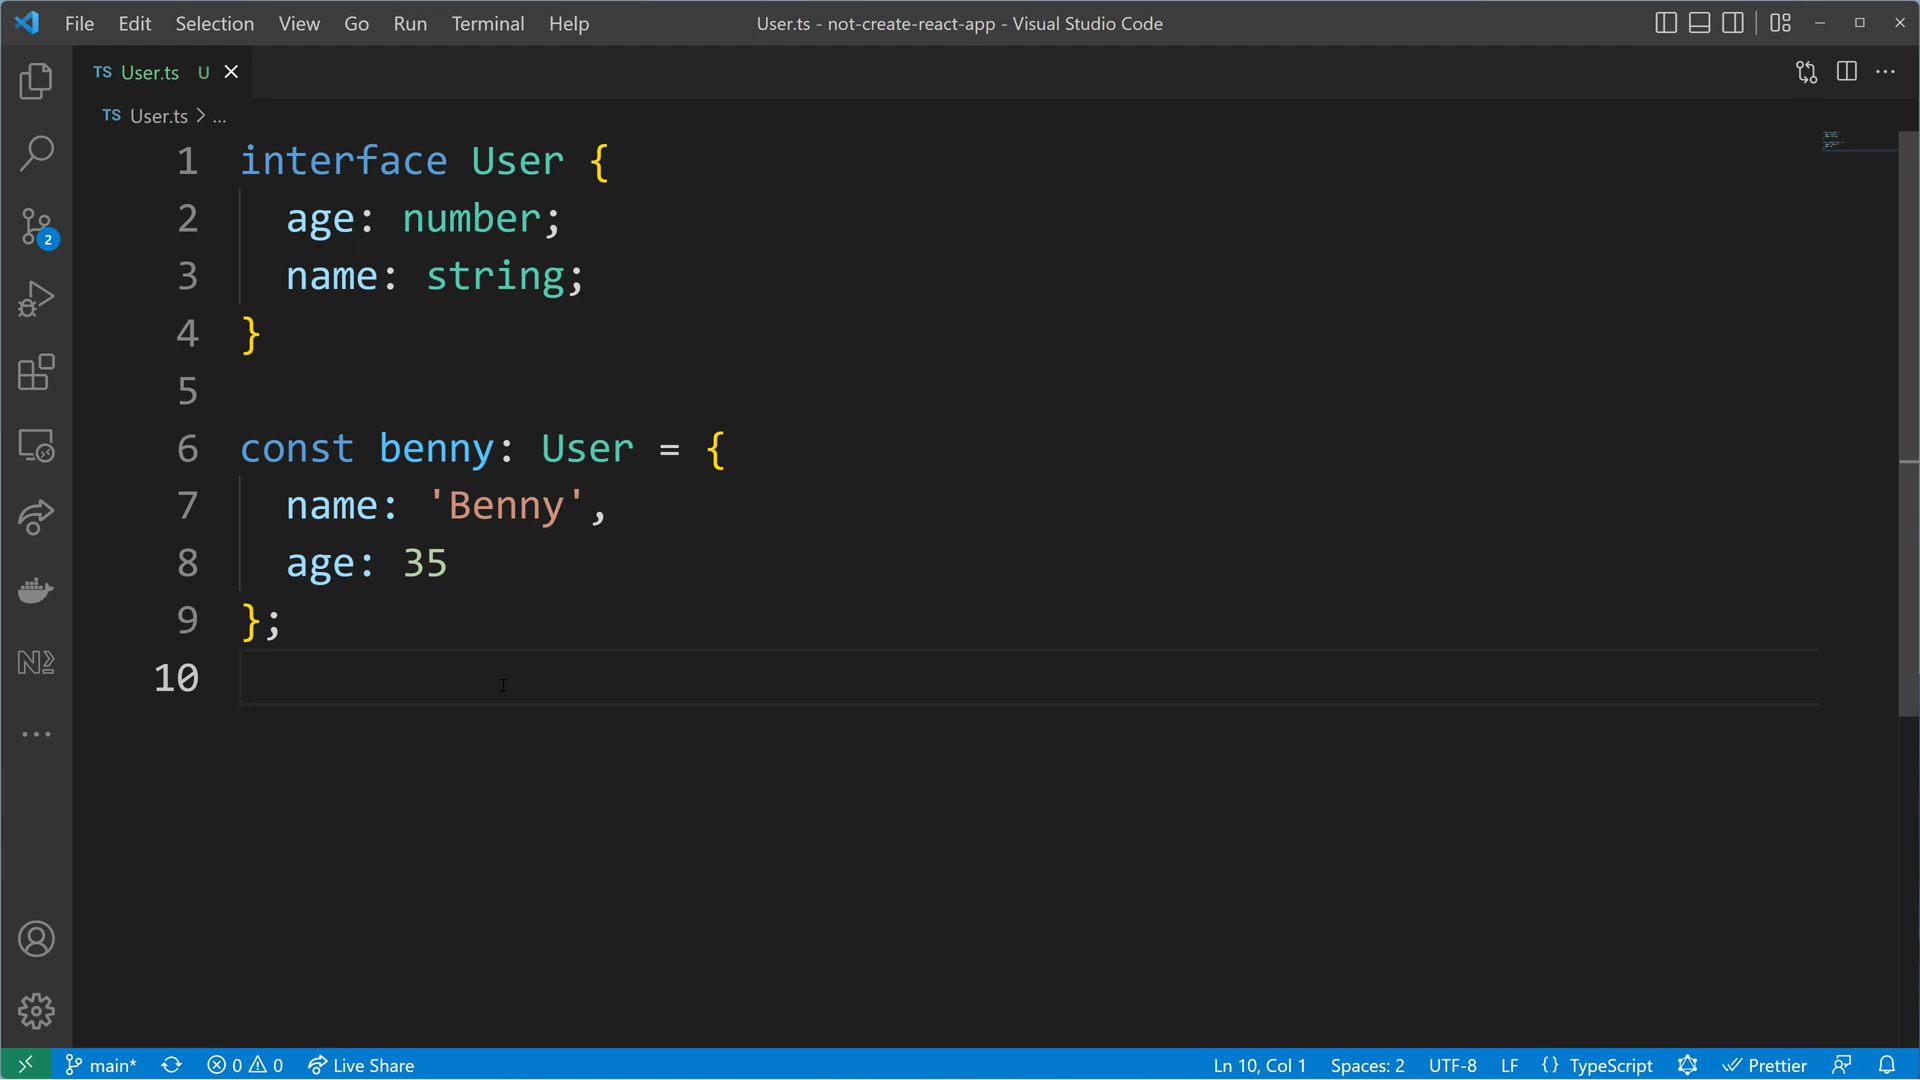 File Edit Selection View Go Run Terminal Help User.ts - not-create-react-app - Visual Studio Code
TS User.ts U
TS User.ts > ...
1 interface User {
2   age: number;
3   name: string;
4 }
5
6 const benny: User = {
7   name: 'Benny',
8   age: 35
9 };
10
2
main* 0 0 Live Share Ln 10, Col 1 Spaces: 2 UTF-8 LF {} TypeScript Prettier